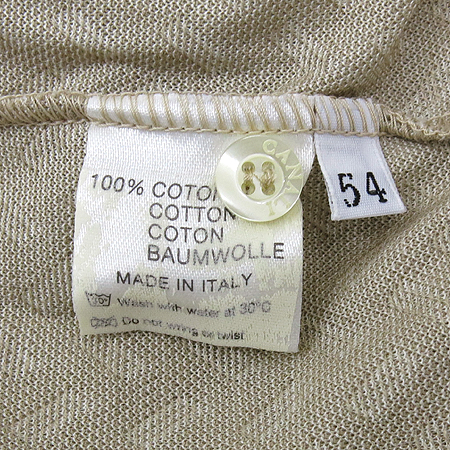 100% COTON
COTTON
COTON
BAUMWOLLE
MADE IN ITALY
30°
Wash with water at 30°C
Do not wring or twist
54